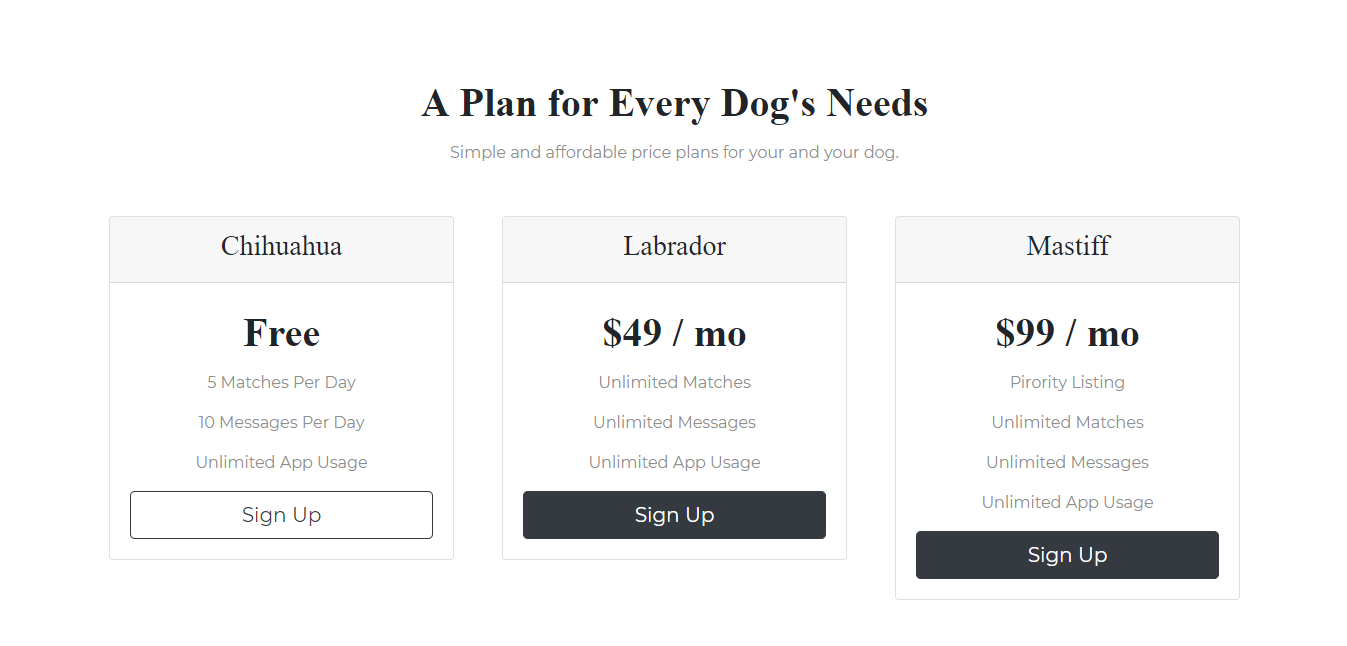 A Plan for Every Dog's Needs
Simple and affordable price plans for your and your dog.
Chihuahua
Free
5 Matches Per Day
10 Messages Per Day
Unlimited App Usage
Sign Up
Labrador
$49 / mo
Unlimited Matches
Unlimited Messages
Unlimited App Usage
Sign Up
Mastiff
$99 / mo
Pirority Listing
Unlimited Matches
Unlimited Messages
Unlimited App Usage
Sign Up